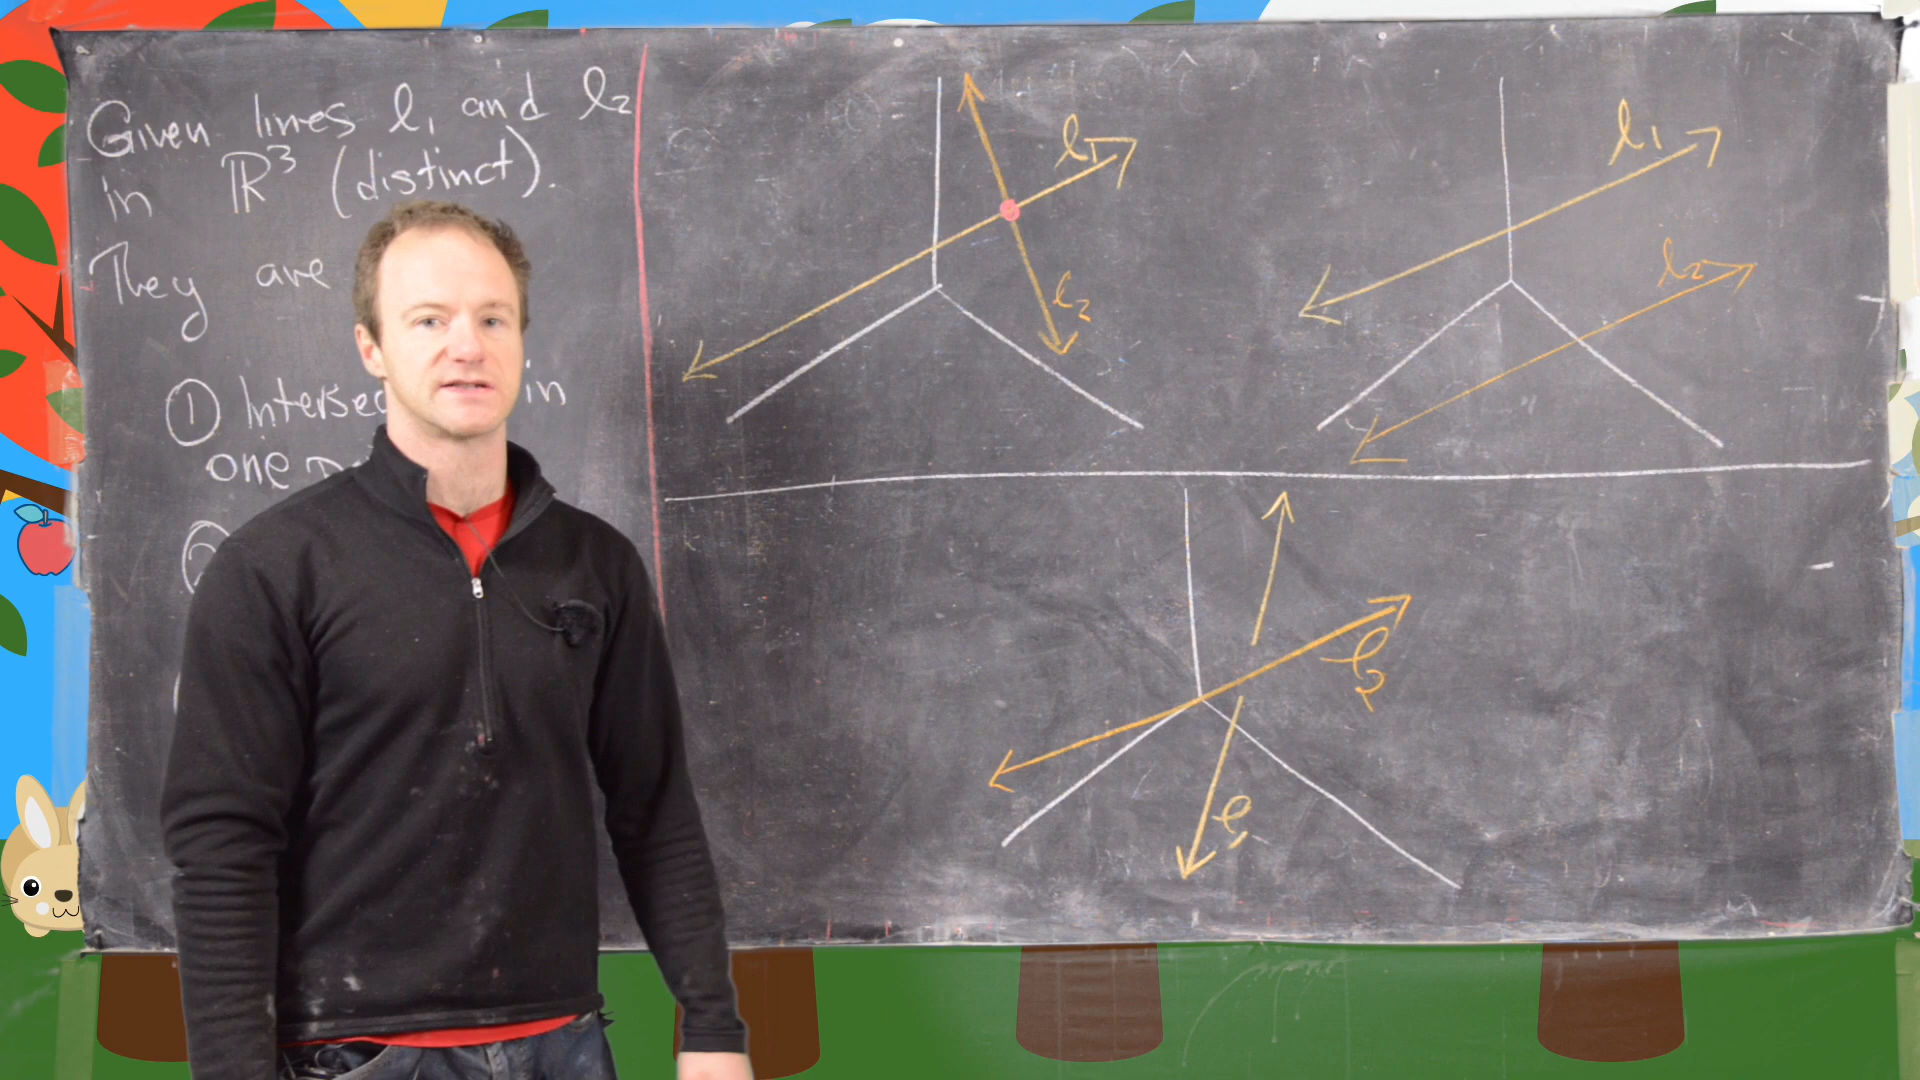 Given lines l₁ and l₂
in ℝ³ (distinct).
They are
① Intersec in
one
②
l₁
l₂
l₁
l₂
l₂
l₁